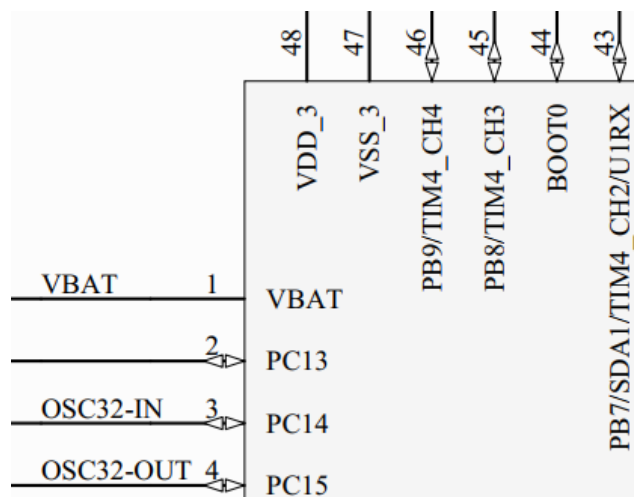 48
47
46
45
44
43
VDD_3
VSS_3
PB9/TIM4_CH4
PB8/TIM4_CH3
BOOT0
PB7/SDA1/TIM4_CH2/U1RX
VBAT 1 VBAT
2 PC13
OSC32-IN 3 PC14
OSC32-OUT 4 PC15